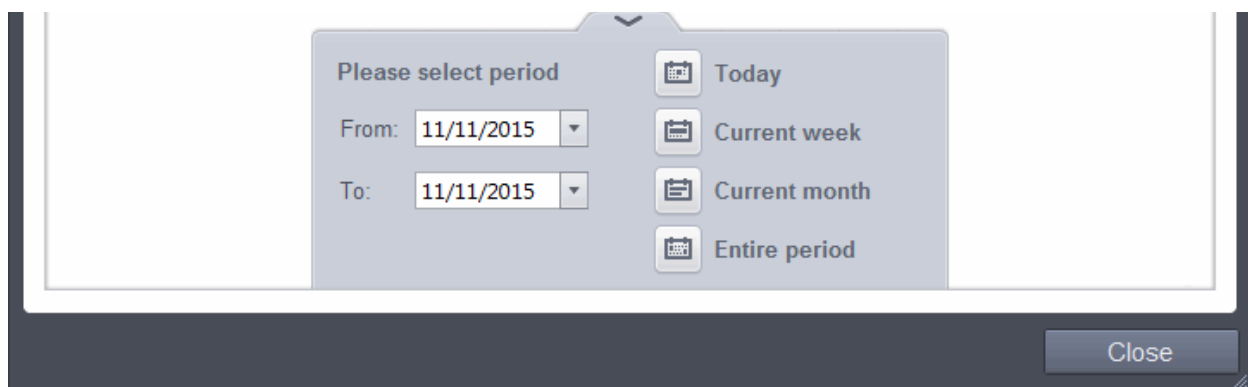 Please select period
From: 11/11/2015
To: 11/11/2015
Today
Current week
Current month
Entire period
Close